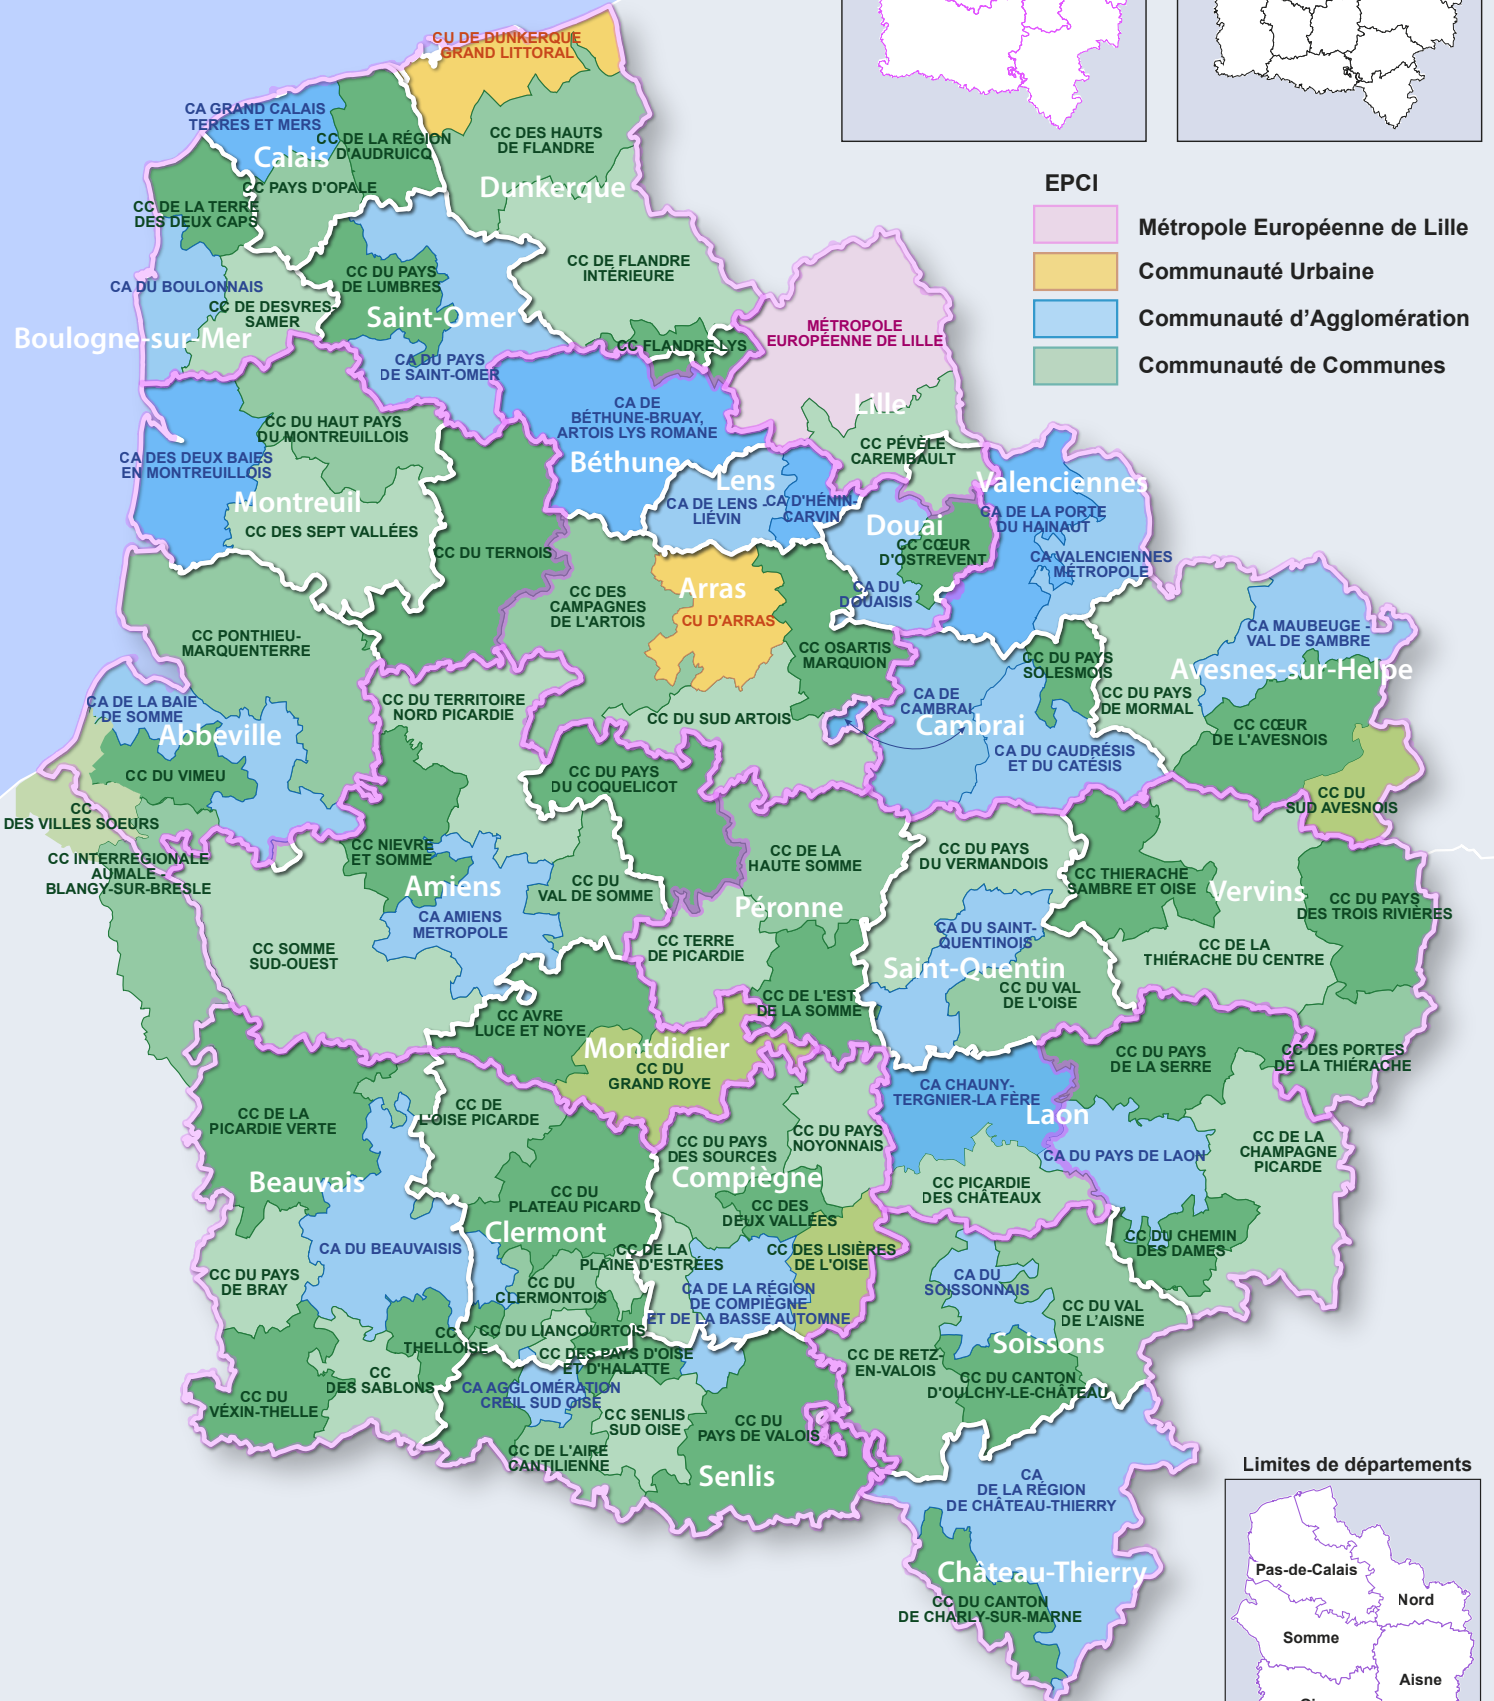 CU DE DUNKERQUE
GRAND LITTORAL
CA GRAND CALAIS
TERRES ET MERS
CC DE LA RÉGION
D'AUDRUICQ
Calais
CC DES HAUTS
DE FLANDRE
CC PAYS D'OPALE
Dunkerque
CC DE LA TERRE
DES DEUX CAPS
EPCI
Métropole Européenne de Lille
Communauté Urbaine
Communauté d'Agglomération
Communauté de Communes
CC DU PAYS
DE LUMBRES
CC DE FLANDRE
INTÉRIEURE
CA DU BOULONNAIS
CC DE DESVRES-
SAMER
Saint-Omer
Boulogne-sur-Mer
MÉTROPOLE
EUROPÉENNE DE LILLE
CC FLANDRE LYS
CA DU PAYS
DE SAINT-OMER
Lille
CA DE
BÉTHUNE-BRUAY,
ARTOIS LYS ROMANE
CC DU HAUT PAYS
DU MONTREUILLOIS
CC PÉVÈLE
CAREMBAULT
CA DES DEUX BAIES
EN MONTREUILLOIS
Béthune
Lens
Valenciennes
Montreuil
CA DE LENS -
LIÉVIN
CA D'HÉNIN-
CARVIN
CA DE LA PORTE
DU HAINAUT
Douai
CC DES SEPT VALLÉES
CC DU TERNOIS
CC CŒUR
D'OSTREVENT
CA VALENCIENNES
MÉTROPOLE
Arras
CA DU
DOUAISIS
CC DES
CAMPAGNES
DE L'ARTOIS
CU D'ARRAS
CC PONTHIEU-
MARQUENTERRE
CC OSARTIS
MARQUION
CA MAUBEUGE -
VAL DE SAMBRE
CC DU PAYS
SOLESMOIS
Avesnes-sur-Helpe
CA DE LA BAIE
DE SOMME
CC DU TERRITOIRE
NORD PICARDIE
CA DE
CAMBRAI
CC DU PAYS
DE MORMAL
CC DU SUD ARTOIS
Cambrai
Abbeville
CC CŒUR
DE L'AVESNOIS
CA DU CAUDRÉSIS
ET DU CATÉSIS
CC DU VIMEU
CC DU PAYS
DU COQUELICOT
CC DU
SUD AVESNOIS
CC
DES VILLES SOEURS
CC INTERREGIONALE
AUMALE -
BLANGY-SUR-BRESLE
CC NIEVRE
ET SOMME
CC DE LA
HAUTE SOMME
CC DU PAYS
DU VERMANDOIS
CC THIERACHE
SAMBRE ET OISE
Amiens
CC DU
VAL DE SOMME
Vervins
CC DU PAYS
DES TROIS RIVIÈRES
Péronne
CA AMIENS
METROPOLE
CA DU SAINT-
QUENTINOIS
CC SOMME
SUD-OUEST
CC TERRE
DE PICARDIE
CC DE LA
THIÉRACHE DU CENTRE
Saint-Quentin
CC DU VAL
DE L'OISE
CC DE L'EST
DE LA SOMME
CC AVRE
LUCE ET NOYE
Montdidier
CC DU
GRAND ROYE
CC DU PAYS
DE LA SERRE
CC DES PORTES
DE LA THIÉRACHE
CA CHAUNY-
TERGNIER-LA FÈRE
Laon
CC DE LA
PICARDIE VERTE
CC DE
L'OISE PICARDE
CC DU PAYS
DES SOURCES
CC DU PAYS
NOYONNAIS
CA DU PAYS DE LAON
CC DE LA
CHAMPAGNE
PICARDE
Beauvais
Compiègne
CC PICARDIE
DES CHÂTEAUX
CC DU
PLATEAU PICARD
CC DES
DEUX VALLÉES
Clermont
CC DU CHEMIN
DES DAMES
CA DU BEAUVAISIS
CC DE LA
PLAINE D'ESTRÉES
CC DES LISIÈRES
DE L'OISE
CC DU PAYS
DE BRAY
CC DU
CLERMONTOIS
CA DE LA RÉGION
DE COMPIÈGNE
ET DE LA BASSE AUTOMNE
CA DU
SOISSONNAIS
CC DU VAL
DE L'AISNE
CC DU LIANCOURTOIS
CC
THELLOISE
Soissons
CC DES PAYS D'OISE
ET D'HALATTE
CC DE RETZ-
EN-VALOIS
CC
DES SABLONS
CA AGGLOMÉRATION
CREIL SUD OISE
CC DU CANTON
D'OULCHY-LE-CHÂTEAU
CC DU
VÉXIN-THELLE
CC SENLIS
SUD OISE
CC DU
PAYS DE VALOIS
CC DE L'AIRE
CANTILIENNE
Senlis
CA
DE LA RÉGION
DE CHÂTEAU-THIERRY
Château-Thierry
CC DU CANTON
DE CHARLY-SUR-MARNE
Limites de départements
Pas-de-Calais
Nord
Somme
Aisne